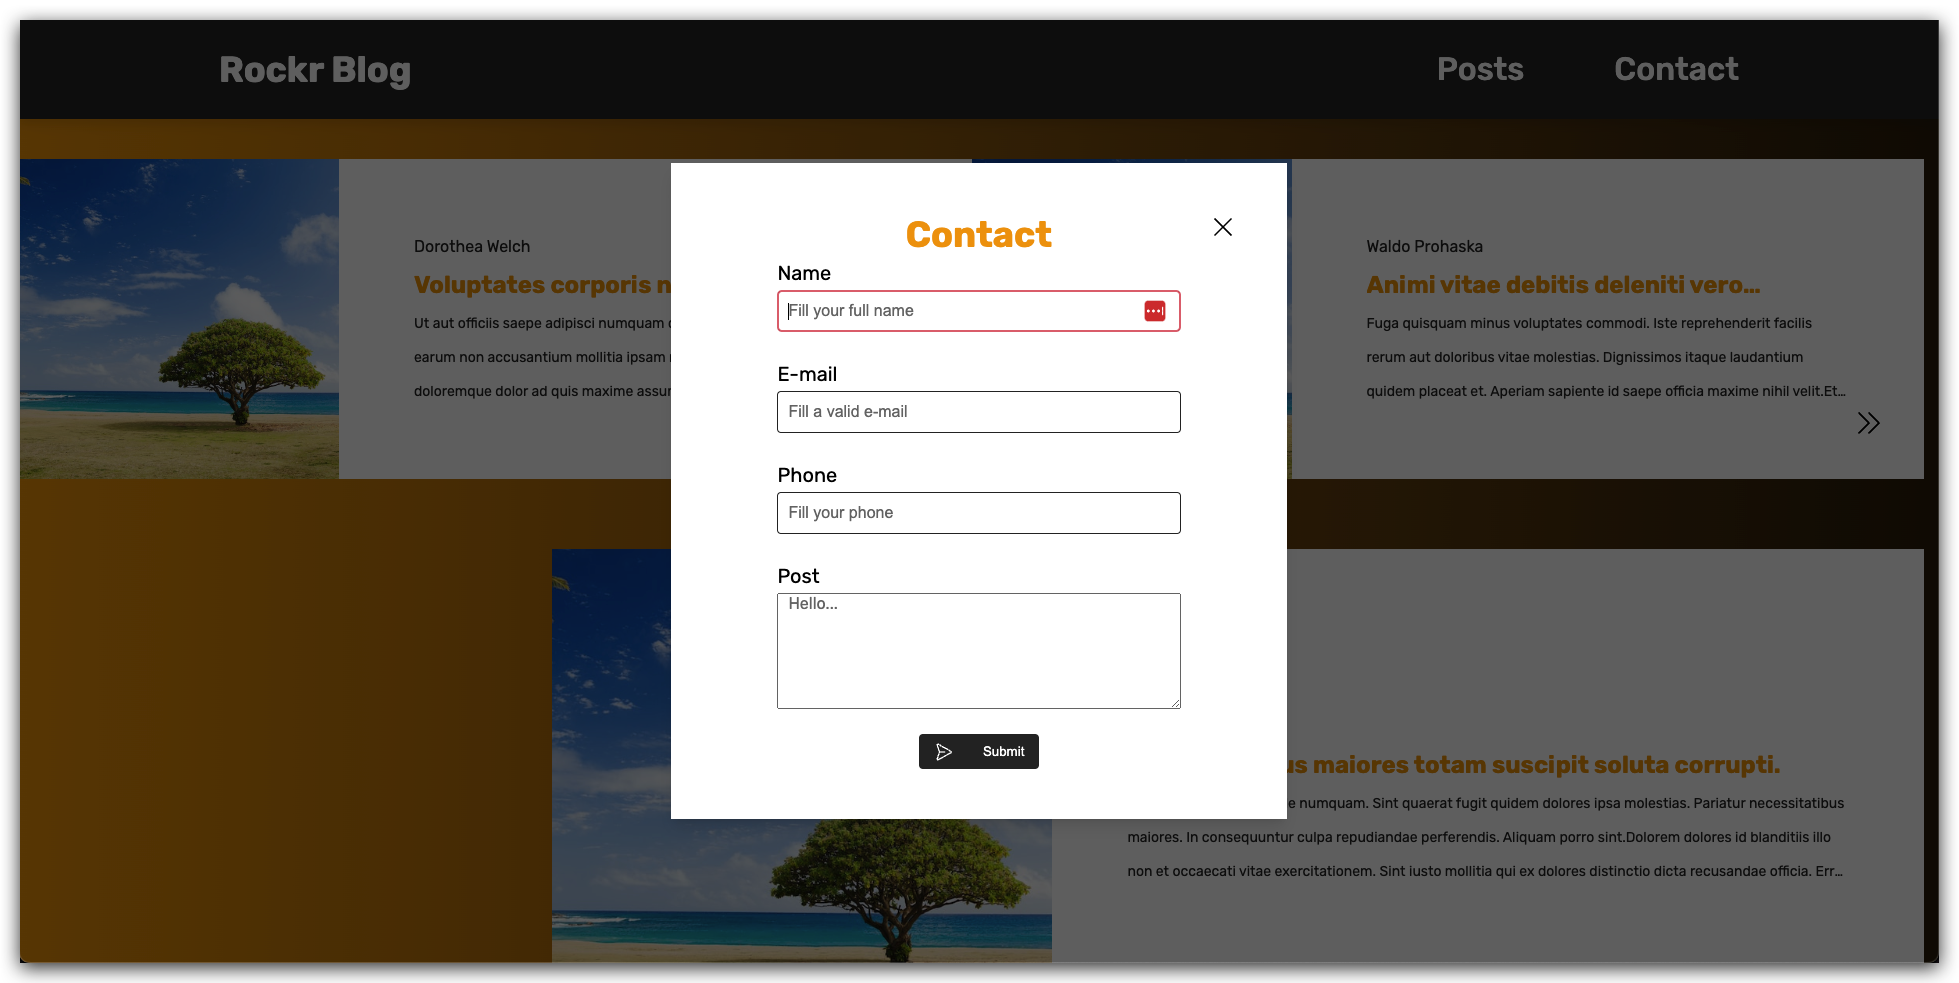 Rockr Blog
Posts
Contact
Dorothea Welch
Voluptates corporis
Ut aut officiis saepe adipisci numquam
earum non accusantium mollitia ipsam
doloremque dolor ad quis maxime
Contact
Name
Fill your full name
E-mail
Fill a valid e-mail
Phone
Fill your phone
Post
Hello...
Submit
Waldo Prohaska
Animi vitae debitis deleniti vero...
Fuga quisquam minus voluptates commodi. Iste reprehenderit facilis
rerum aut doloribus vitae molestias. Dignissimos itaque laudantium
quidem placeat et. Aperiam sapiente id saepe officia maxime nihil velit.Et...
maiores totam suscipit soluta corrupti.
numquam. Sint quaerat fugit quidem dolores ipsa molestias. Pariatur necessitatibus
maiores. In consequuntur culpa repudiandae perferendis. Aliquam porro sint.Dolorem dolores id blanditiis illo
non et occaecati vitae exercitationem. Sint iusto mollitia qui ex dolores distinctio dicta recusandae officia. Err...